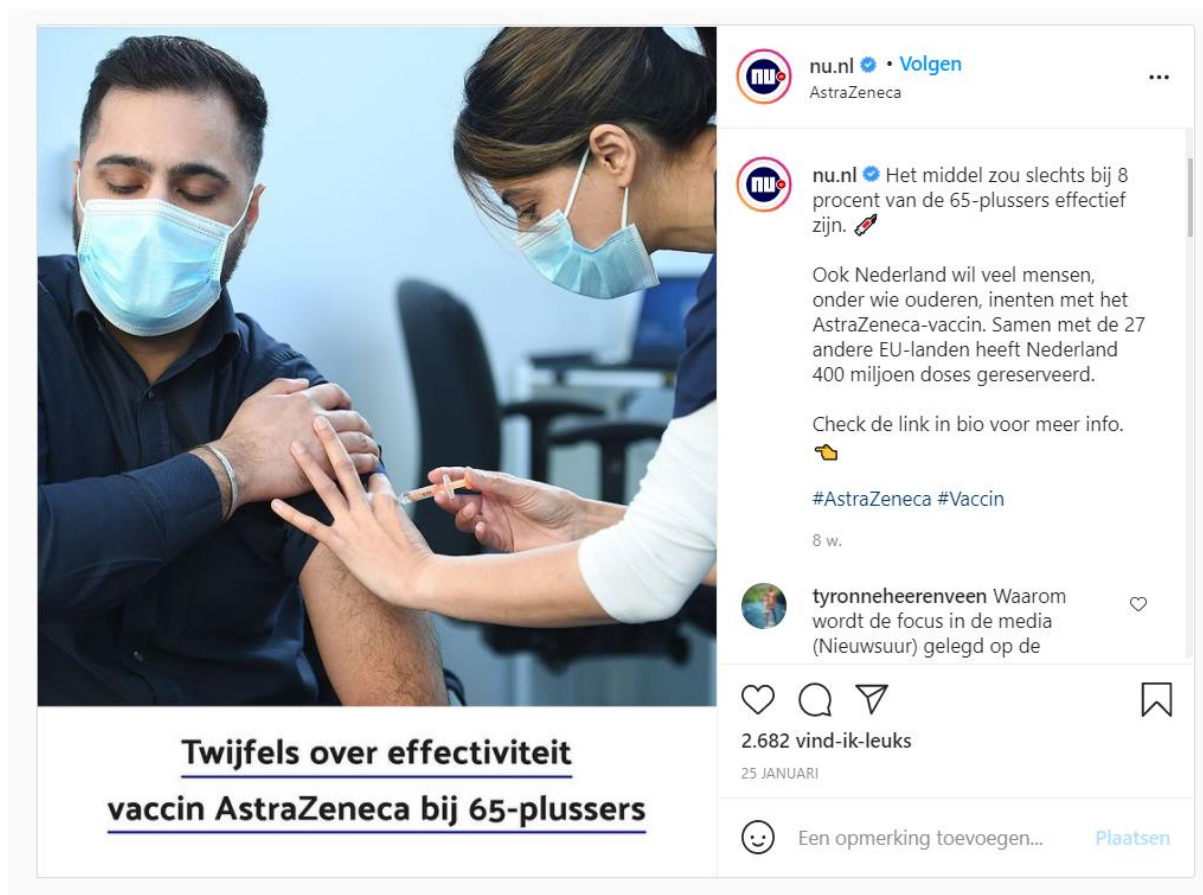 nu.nl • Volgen
AstraZeneca
nu.nl Het middel zou slechts bij 8
procent van de 65-plussers effectief
zijn.
Ook Nederland wil veel mensen,
onder wie ouderen, inenten met het
AstraZeneca-vaccin. Samen met de 27
andere EU-landen heeft Nederland
400 miljoen doses gereserveerd.
Check de link in bio voor meer info.
#AstraZeneca #Vaccin
8 w.
tyronneheerenveen Waarom
wordt de focus in de media
(Nieuwsuur) gelegd op de
2.682 vind-ik-leuks
25 JANUARI
Een opmerking toevoegen... Plaatsen
Twijfels over effectiviteit
vaccin AstraZeneca bij 65-plussers
nu
nu